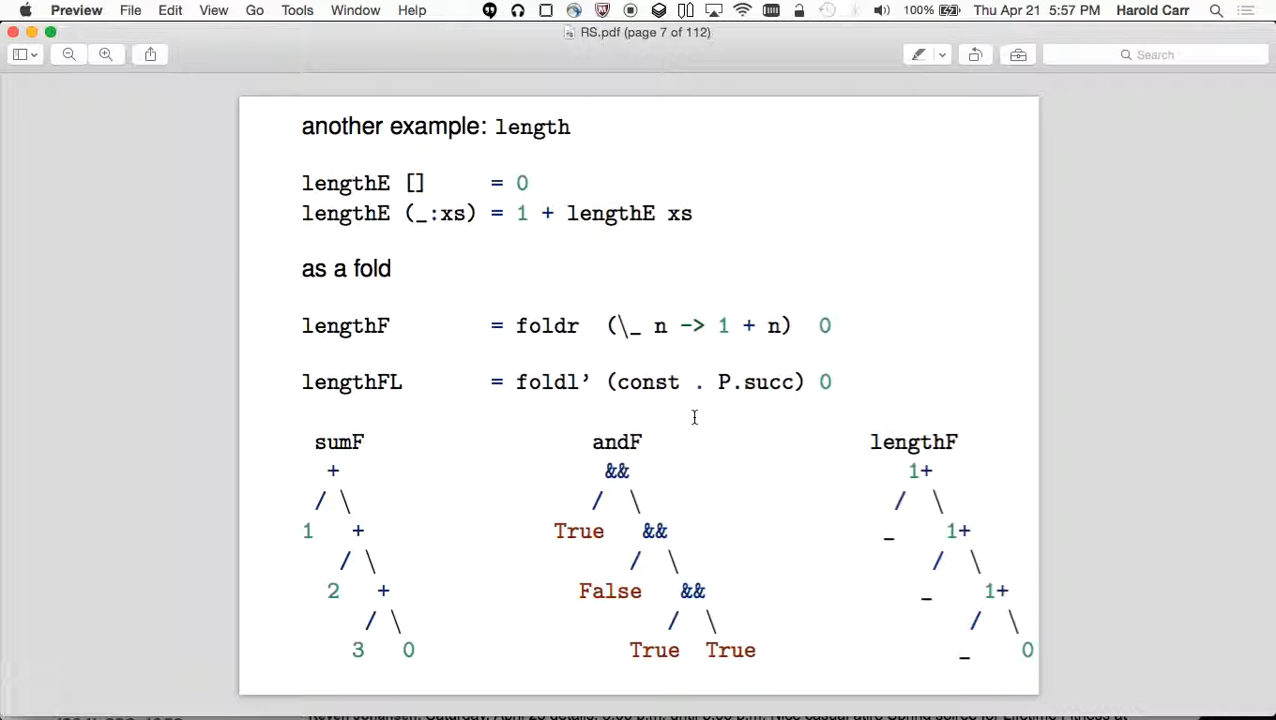 Preview File Edit View Go Tools Window Help 100% Thu Apr 21 5:57 PM Harold Carr
RS.pdf (page 7 of 112)
Search
another example: length
lengthE [] = 0
lengthE (_:xs) = 1 + lengthE xs
as a fold
lengthF = foldr (\_ n -> 1 + n) 0
lengthFL = foldl’ (const . P.succ) 0
sumF andF lengthF
+ && 1+
/ \ / \ / \
1 + True && _ 1+
/ \ / \ / \
2 + False && _ 1+
/ \ / \ / \
3 0 True True _ 0